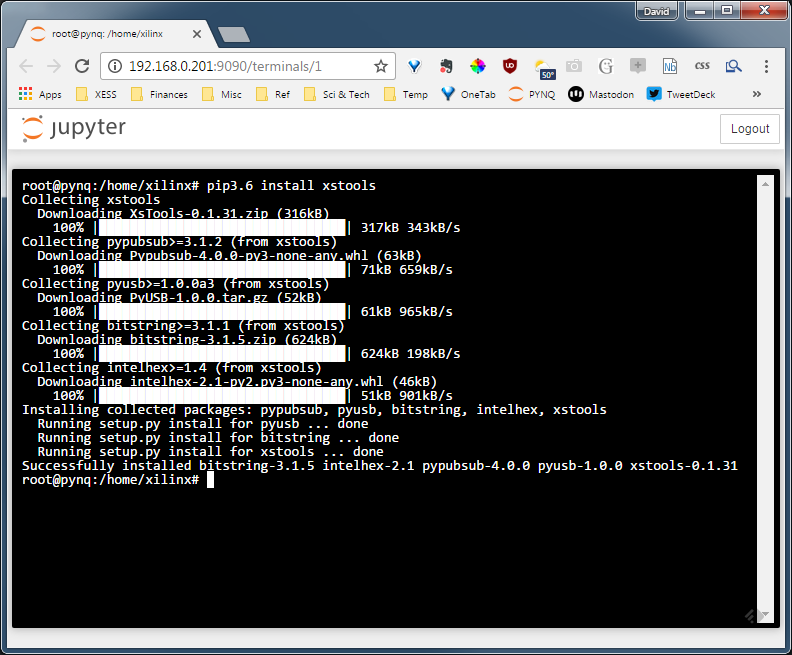 David
root@pynq: /home/xilinx
192.168.0.201:9090/terminals/1
UD
50°
G
Nb
CSS
Apps XESS Finances Misc Ref Sci & Tech Temp OneTab PYNQ Mastodon TweetDeck »
jupyter
Logout
root@pynq:/home/xilinx# pip3.6 install xstools
Collecting xstools
Downloading XsTools-0.1.31.zip (316kB)
100% |████████████████████████████████| 317kB 343kB/s
Collecting pypubsub>=3.1.2 (from xstools)
Downloading Pypubsub-4.0.0-py3-none-any.whl (63kB)
100% |████████████████████████████████| 71kB 659kB/s
Collecting pyusb>=1.0.0a3 (from xstools)
Downloading PyUSB-1.0.0.tar.gz (52kB)
100% |████████████████████████████████| 61kB 965kB/s
Collecting bitstring>=3.1.1 (from xstools)
Downloading bitstring-3.1.5.zip (624kB)
100% |████████████████████████████████| 624kB 198kB/s
Collecting intelhex>=1.4 (from xstools)
Downloading intelhex-2.1-py2.py3-none-any.whl (46kB)
100% |████████████████████████████████| 51kB 901kB/s
Installing collected packages: pypubsub, pyusb, bitstring, intelhex, xstools
Running setup.py install for pyusb ... done
Running setup.py install for bitstring ... done
Running setup.py install for xstools ... done
Successfully installed bitstring-3.1.5 intelhex-2.1 pypubsub-4.0.0 pyusb-1.0.0 xstools-0.1.31
root@pynq:/home/xilinx#